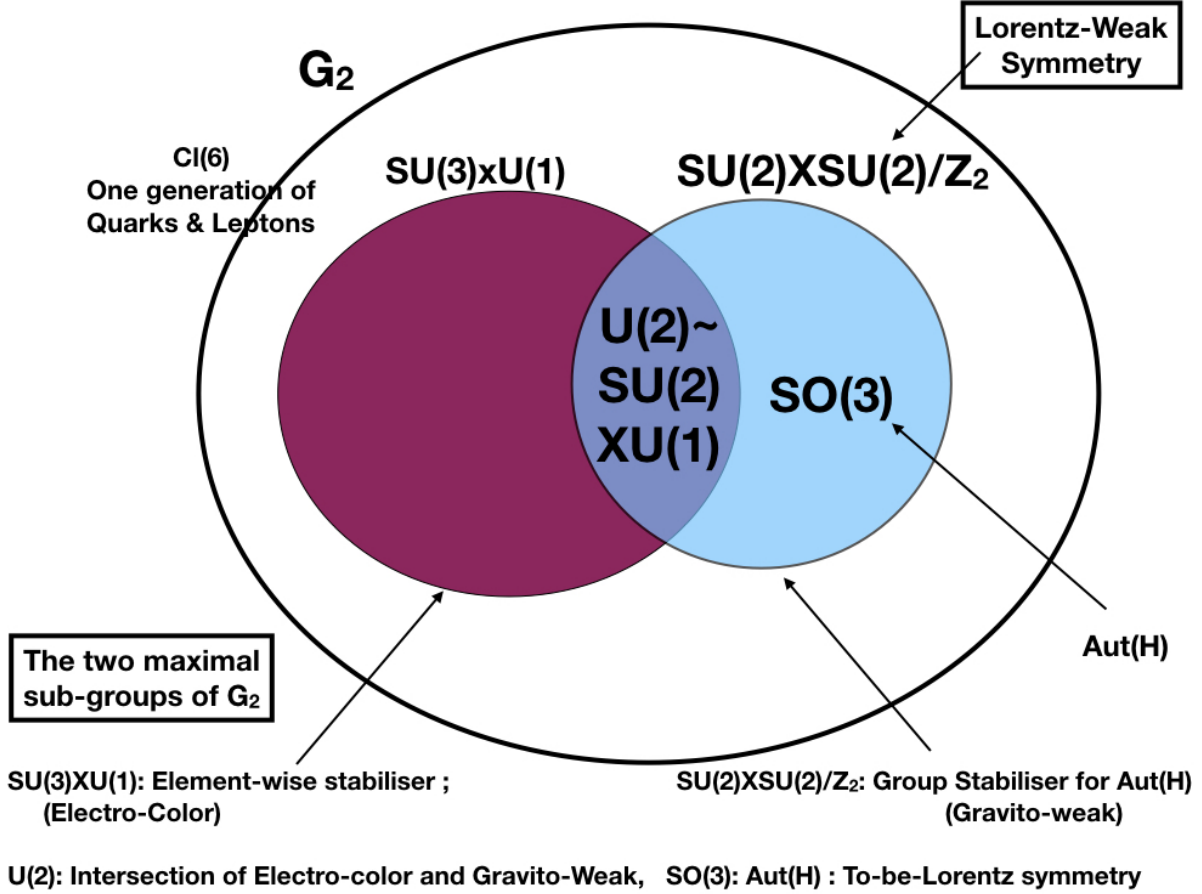 G₂
Lorentz-Weak
Symmetry
Cl(6)
One generation of
Quarks & Leptons
SU(3)xU(1)
SU(2)XSU(2)/Z₂
U(2)~
SU(2)
XU(1)
SO(3)
Aut(H)
The two maximal
sub-groups of G₂
SU(3)XU(1): Element-wise stabiliser ;
(Electro-Color)
SU(2)XSU(2)/Z₂: Group Stabiliser for Aut(H)
(Gravito-weak)
U(2): Intersection of Electro-color and Gravito-Weak, SO(3): Aut(H) : To-be-Lorentz symmetry